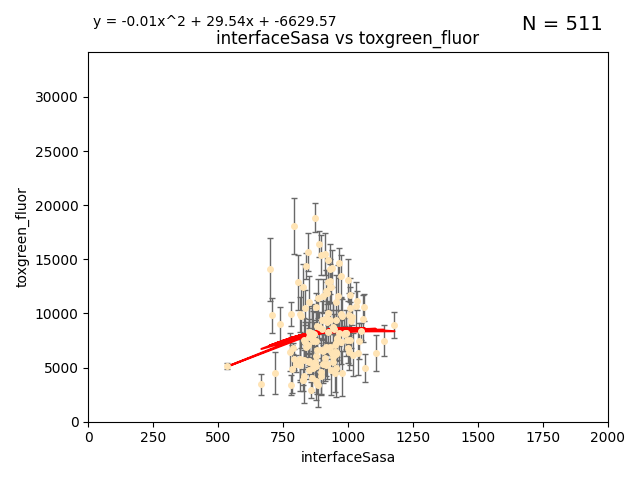 y = -0.01x^2 + 29.54x + -6629.57
N = 511
interfaceSasa vs toxgreen_fluor
toxgreen_fluor
30000
25000
20000
15000
10000
5000
0
0 250 500 750 1000 1250 1500 1750 2000
interfaceSasa